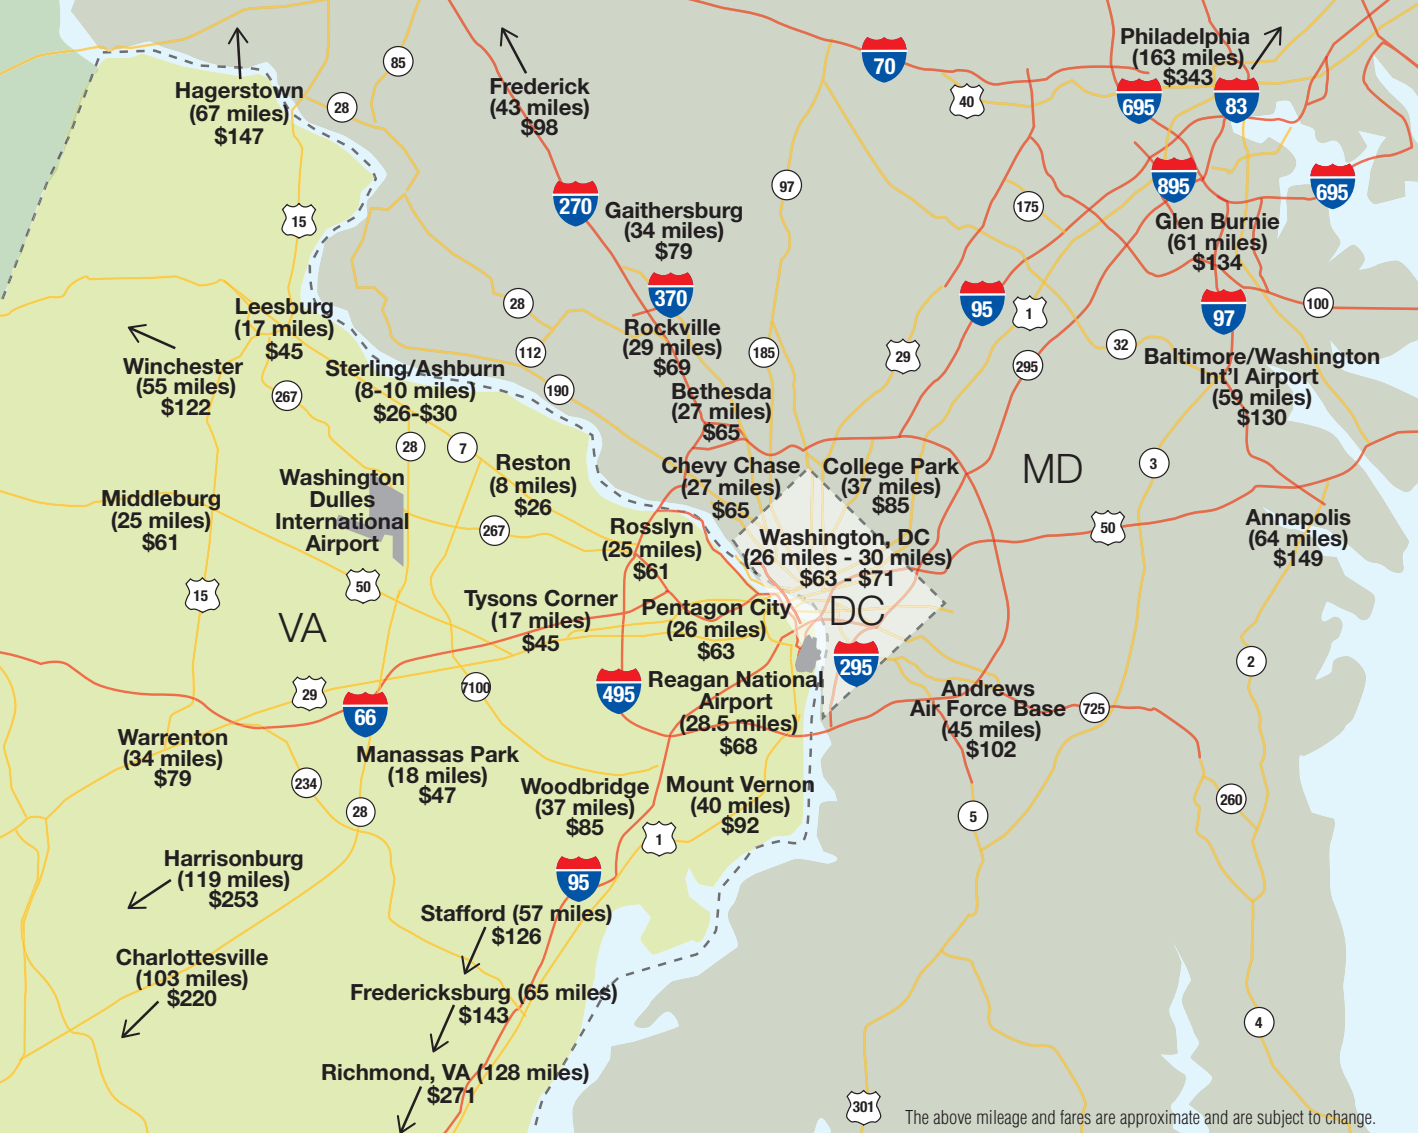 Philadelphia
(163 miles)
$343
70
85
Hagerstown
(67 miles)
$147
28
Frederick
(43 miles)
$98
40
695
83
270
97
895
695
15
Gaithersburg
(34 miles)
$79
175
Glen Burnie
(61 miles)
$134
370
28
95
1
97
100
Leesburg
(17 miles)
$45
Rockville
(29 miles)
$69
112
185
29
295
32
Winchester
(55 miles)
$122
267
Sterling/Ashburn
(8-10 miles)
$26-$30
190
Bethesda
(27 miles)
$65
Baltimore/Washington
Int'l Airport
(59 miles)
$130
28
7
Reston
(8 miles)
$26
Chevy Chase
(27 miles)
$65
College Park
(37 miles)
$85
MD
3
Washington
Dulles
International
Airport
Middleburg
(25 miles)
$61
267
Rosslyn
(25 miles)
$61
Washington, DC
(26 miles - 30 miles)
$63 - $71
50
Annapolis
(64 miles)
$149
15
50
VA
Tysons Corner
(17 miles)
$45
Pentagon City
(26 miles)
$63
DC
295
2
29
66
7100
495
Reagan National
Airport
(28.5 miles)
$68
Andrews
Air Force Base
(45 miles)
$102
725
Warrenton
(34 miles)
$79
234
28
Manassas Park
(18 miles)
$47
Woodbridge
(37 miles)
$85
Mount Vernon
(40 miles)
$92
1
5
260
Harrisonburg
(119 miles)
$253
95
Stafford (57 miles)
$126
Charlottesville
(103 miles)
$220
Fredericksburg (65 miles)
$143
4
Richmond, VA (128 miles)
$271
301
The above mileage and fares are approximate and are subject to change.